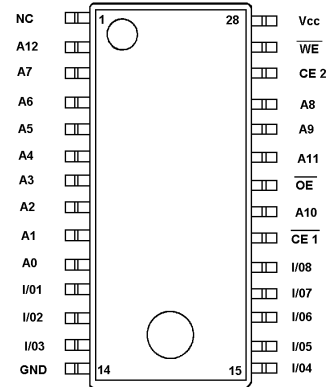 NC 1 28 Vcc
A12 WE
A7 CE 2
A6 A8
A5 A9
A4 A11
A3 OE
A2 A10
A1 CE 1
A0 I/08
I/01 I/07
I/02 I/06
I/03 I/05
GND 14 15 I/04